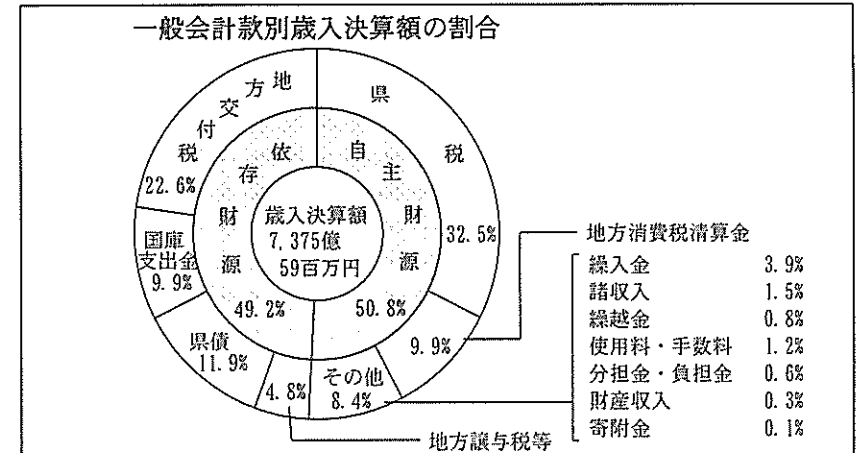 一般会計款別歳入決算額の割合
県税
32.5%
地方消費税清算金
9.9%
その他
8.4%
繰入金 3.9%
諸収入 1.5%
繰越金 0.8%
使用料・手数料 1.2%
分担金・負担金 0.6%
財産収入 0.3%
寄附金 0.1%
地方譲与税等
4.8%
県債
11.9%
国庫
支出金
9.9%
地方交付税
22.6%
自主財源
50.8%
依存財源
49.2%
歳入決算額
7,375億
59百万円